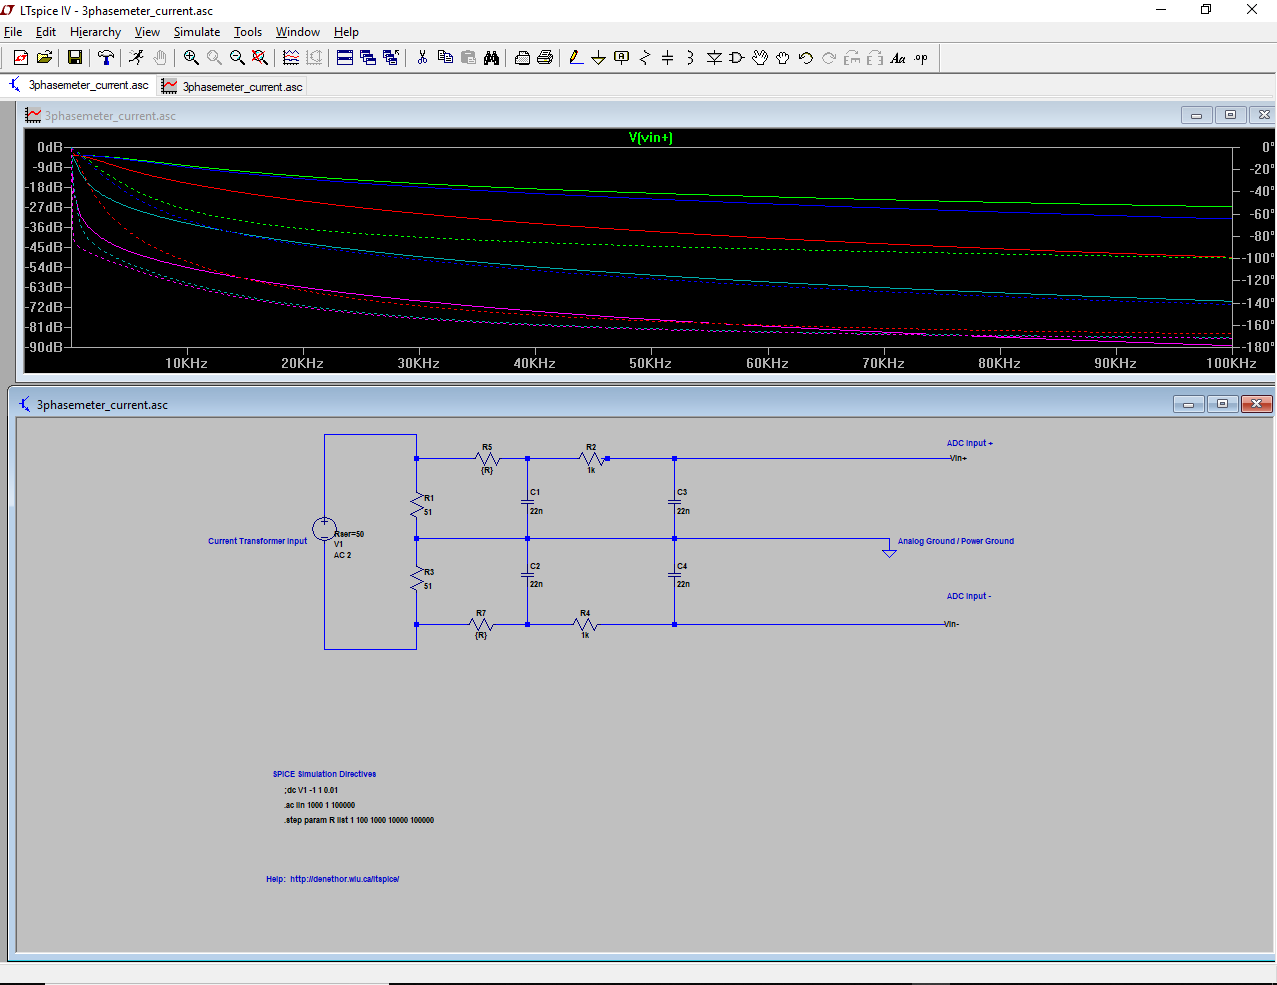 LTspice IV - 3phasemeter_current.asc
File Edit Hierarchy View Simulate Tools Window Help
Aa .op
3phasemeter_current.asc 3phasemeter_current.asc
3phasemeter_current.asc
V(vin+)
0dB 0°
-9dB -20°
-18dB -40°
-27dB -60°
-36dB -80°
-45dB -100°
-54dB -120°
-63dB -140°
-72dB -160°
-81dB -180°
-90dB
10KHz 20KHz 30KHz 40KHz 50KHz 60KHz 70KHz 80KHz 90KHz 100KHz
3phasemeter_current.asc
R5
{R}
R2
1k
ADC Input +
Vin+
R1
51
C1
22n
C3
22n
Current Transformer Input
Rser=50
V1
AC 2
Analog Ground / Power Ground
R3
51
C2
22n
C4
22n
ADC Input -
R7
{R}
R4
1k
Vin-
SPICE Simulation Directives
;dc V1 -1 1 0.01
.ac lin 1000 1 100000
.step param R list 1 100 1000 10000 100000
Help: http://denethor.wlu.ca/ltspice/